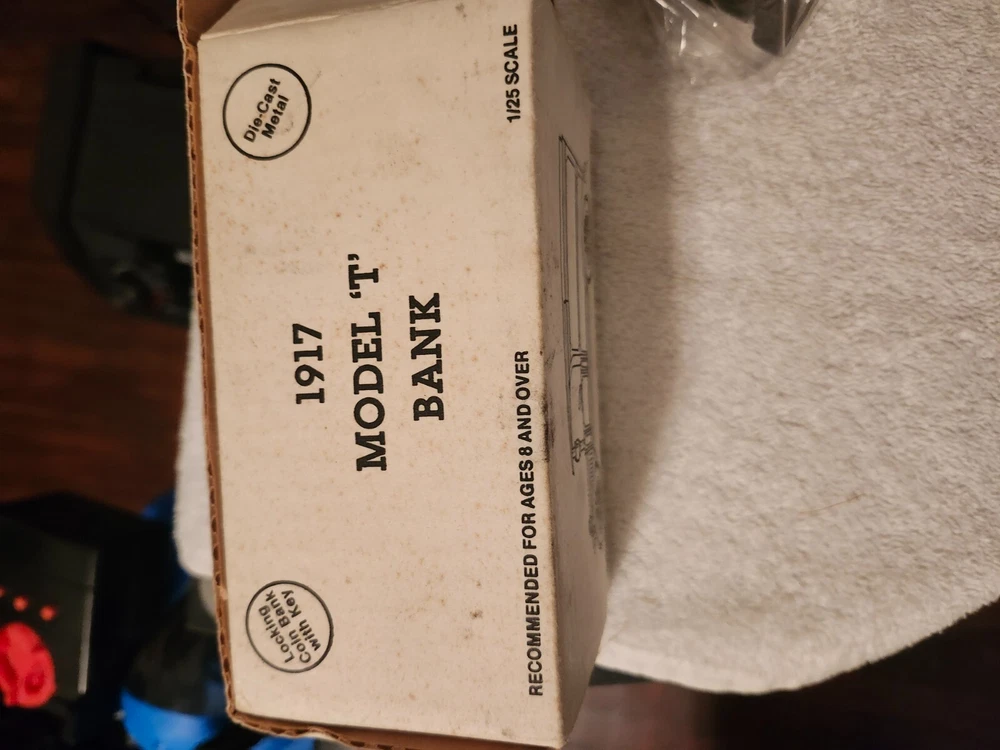 Locking
Coin Bank
with Key
Die-Cast
Metal
1917
MODEL ‘T’
BANK
RECOMMENDED FOR AGES 8 AND OVER
1/25 SCALE